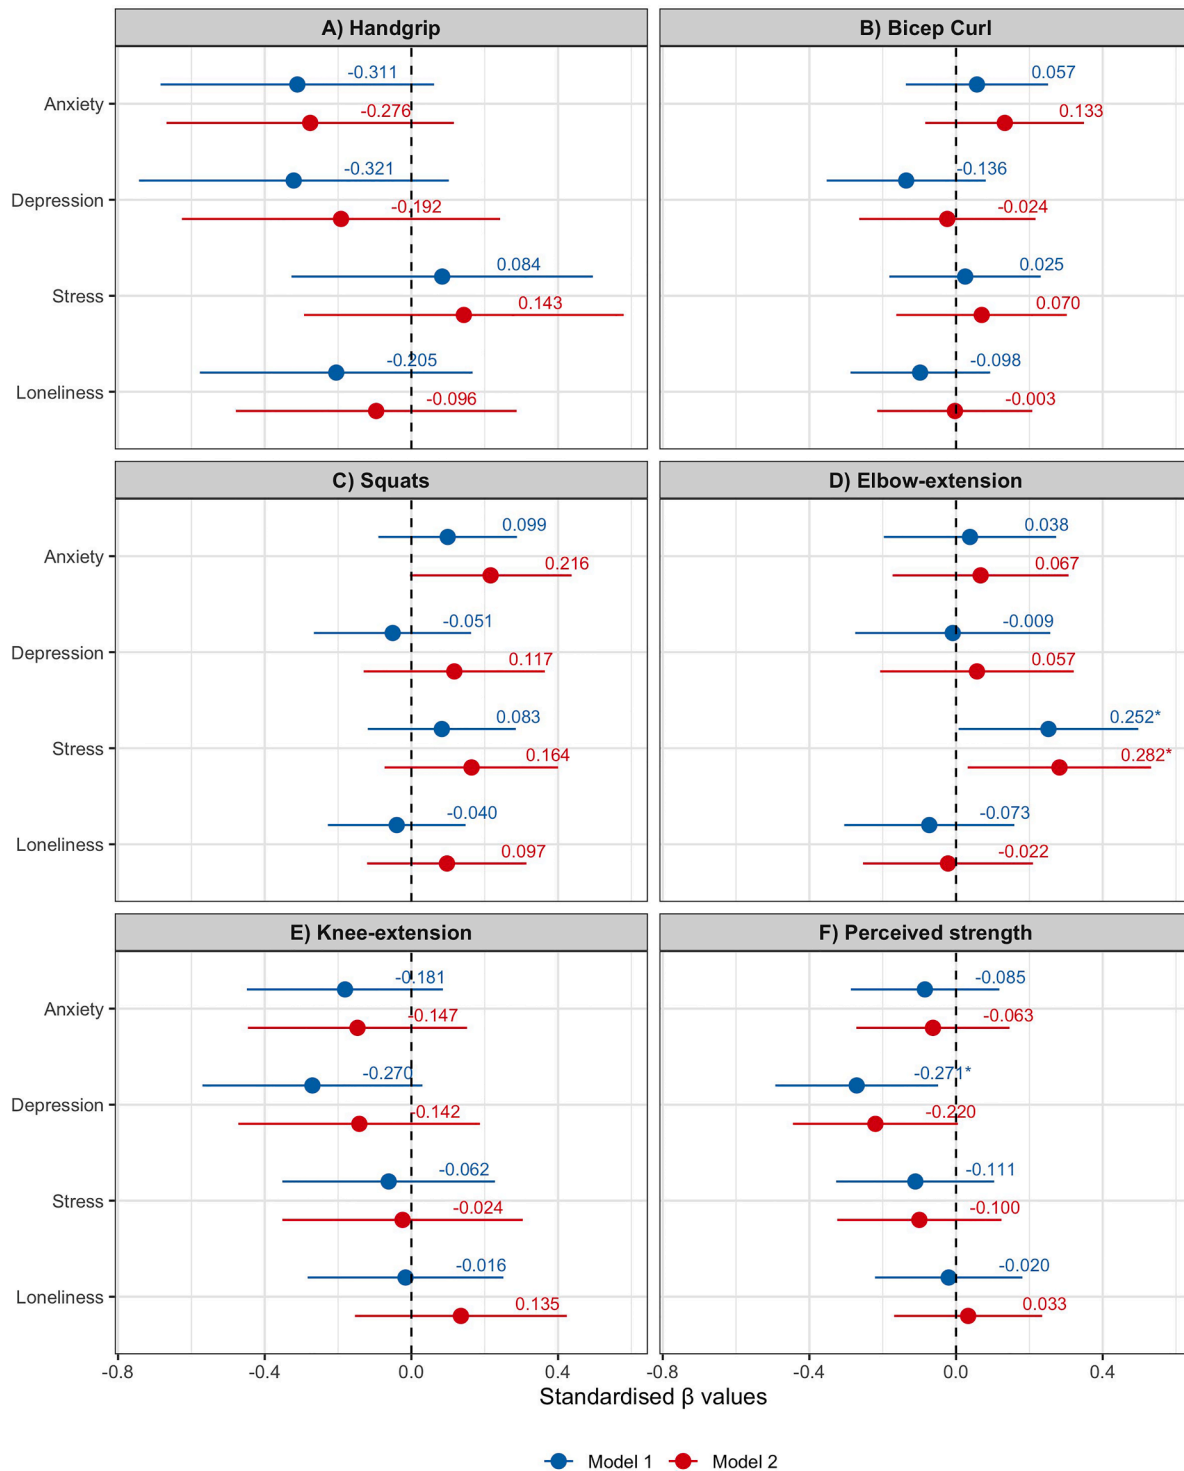 A) Handgrip
B) Bicep Curl
Anxiety
-0.311
-0.276
0.057
0.133
Depression
-0.321
-0.192
-0.136
-0.024
Stress
0.084
0.143
0.025
0.070
Loneliness
-0.205
-0.096
-0.098
-0.003
C) Squats
D) Elbow-extension
Anxiety
0.099
0.216
0.038
0.067
Depression
-0.051
0.117
-0.009
0.057
Stress
0.083
0.164
0.252*
0.282*
Loneliness
-0.040
0.097
-0.073
-0.022
E) Knee-extension
F) Perceived strength
Anxiety
-0.181
-0.147
-0.085
-0.063
Depression
-0.270
-0.142
-0.271*
-0.220
Stress
-0.062
-0.024
-0.111
-0.100
Loneliness
-0.016
0.135
-0.020
0.033
-0.8 -0.4 0.0 0.4 -0.8 -0.4 0.0 0.4
Standardised β values
Model 1 Model 2